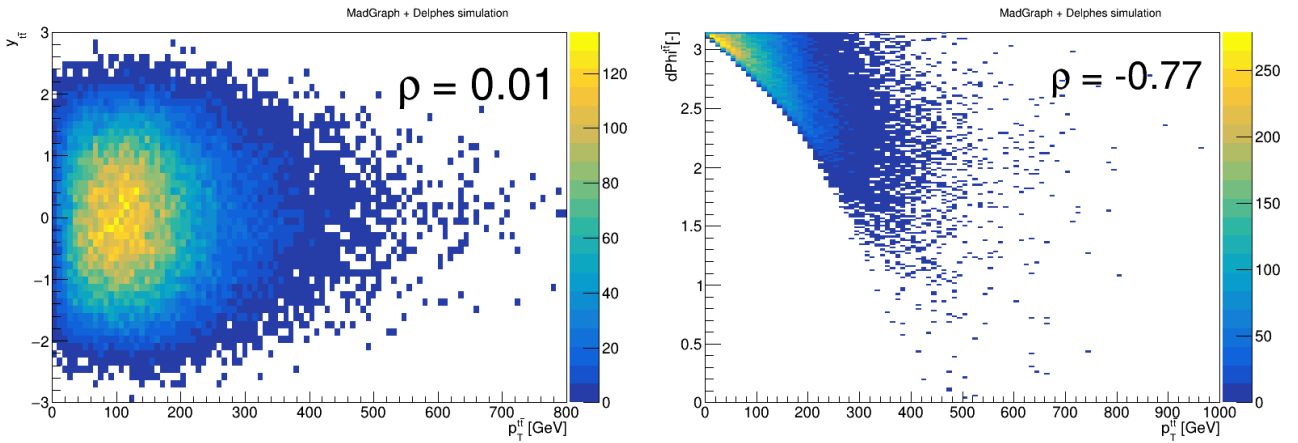 MadGraph + Delphes simulation
y_{tt̄}
3
2
1
0
−1
−2
−3
ρ = 0.01
0 100 200 300 400 500 600 700 800
p_T^{tt̄} [GeV]
120
100
80
60
40
20
0
MadGraph + Delphes simulation
dPhi^{tt̄}[-]
3
2.5
2
1.5
1
0.5
0
ρ = -0.77
0 100 200 300 400 500 600 700 800 900 1000
p_T^{tt̄} [GeV]
250
200
150
100
50
0